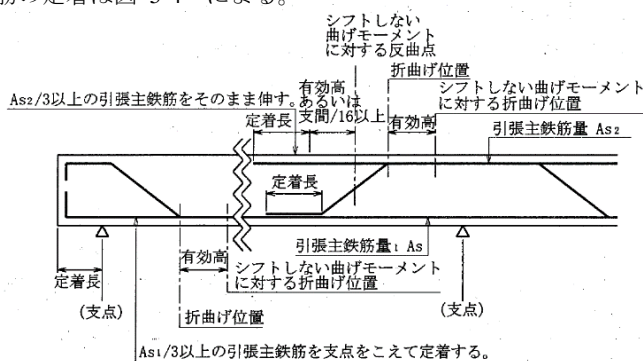 筋の定着は図-5 4 による。
シフトしない
曲げモーメント
に対する反曲点
折曲げ位置
有効高
あるいは
支間/16以上
シフトしない曲げモーメント
に対する折曲げ位置
As2/3以上の引張主鉄筋をそのまま伸す。
定着長
有効高
引張主鉄筋量 As2
定着長
引張主鉄筋量1 As
有効高
シフトしない曲げモーメント
に対する折曲げ位置
定着長
(支点)
折曲げ位置
(支点)
As1/3以上の引張主鉄筋を支点をこえて定着する。